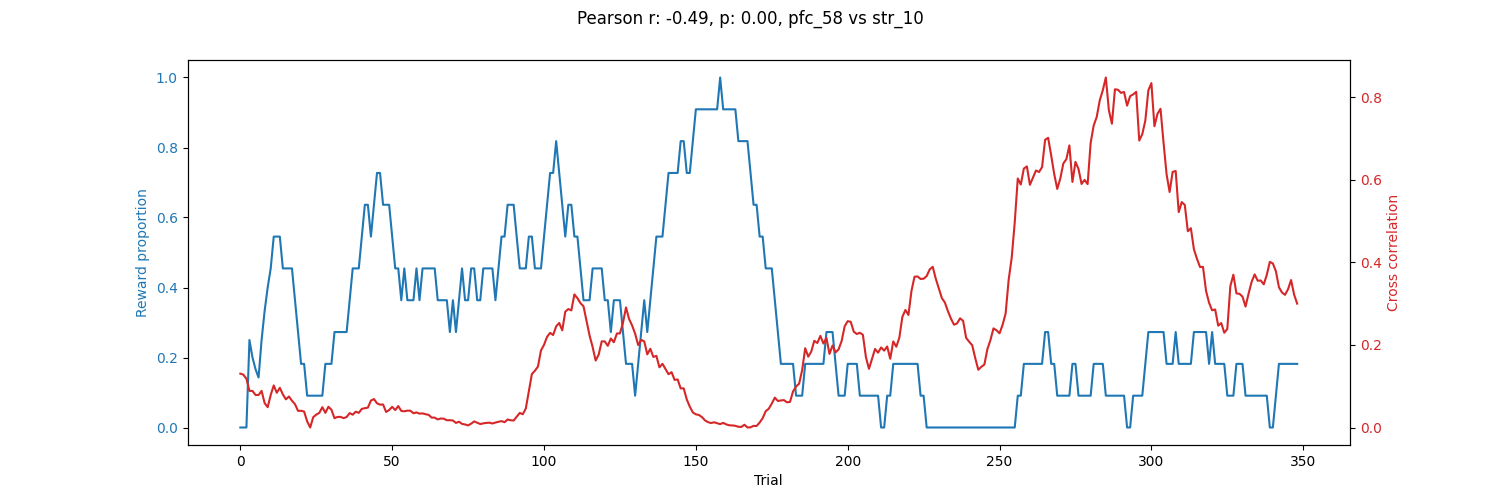 Pearson r: -0.49, p: 0.00, pfc_58 vs str_10
1.0
0.8
0.6
0.4
0.2
0.0
Reward proportion
0.8
0.6
0.4
0.2
0.0
Cross correlation
0 50 100 150 200 250 300 350
Trial